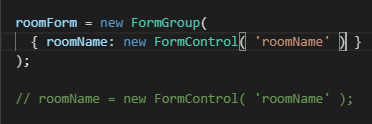 roomForm = new FormGroup(
{ roomName: new FormControl( 'roomName' ) }
);
// roomName = new FormControl( 'roomName' );